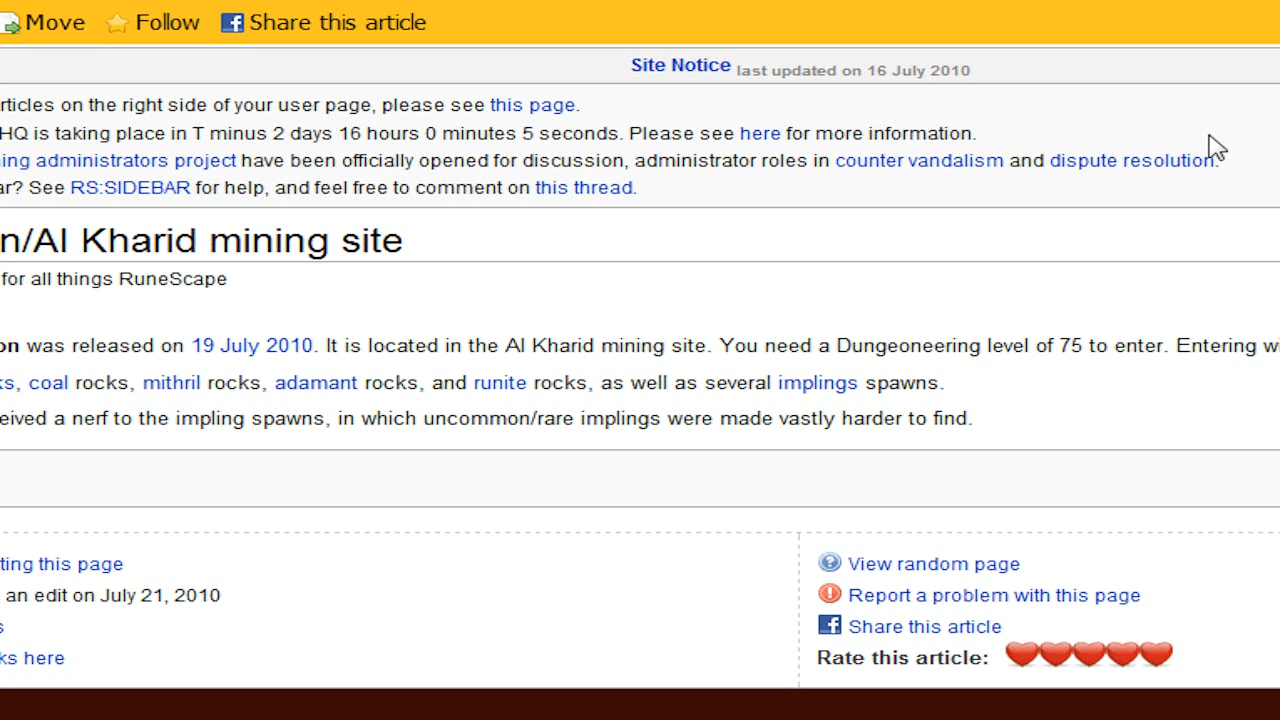 Move Follow Share this article
Site Notice last updated on 16 July 2010
rticles on the right side of your user page, please see this page.
HQ is taking place in T minus 2 days 16 hours 0 minutes 5 seconds. Please see here for more information.
ing administrators project have been officially opened for discussion, administrator roles in counter vandalism and dispute resolution.
ar? See RS:SIDEBAR for help, and feel free to comment on this thread.
n/Al Kharid mining site
for all things RuneScape
on was released on 19 July 2010. It is located in the Al Kharid mining site. You need a Dungeoneering level of 75 to enter. Entering wi
ks, coal rocks, mithril rocks, adamant rocks, and runite rocks, as well as several implings spawns.
eived a nerf to the impling spawns, in which uncommon/rare implings were made vastly harder to find.
ting this page
an edit on July 21, 2010
s
ks here
View random page
Report a problem with this page
Share this article
Rate this article: